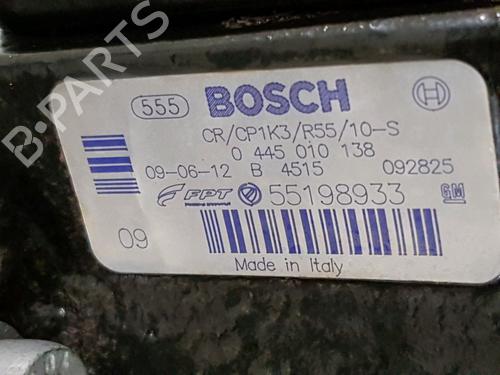 555 BOSCH
CR/CP1K3/R55/10-S
0 445 010 138
09-06-12 B 4515 092825
FPT 55198933 GM
09
Made in Italy
B-PARTS